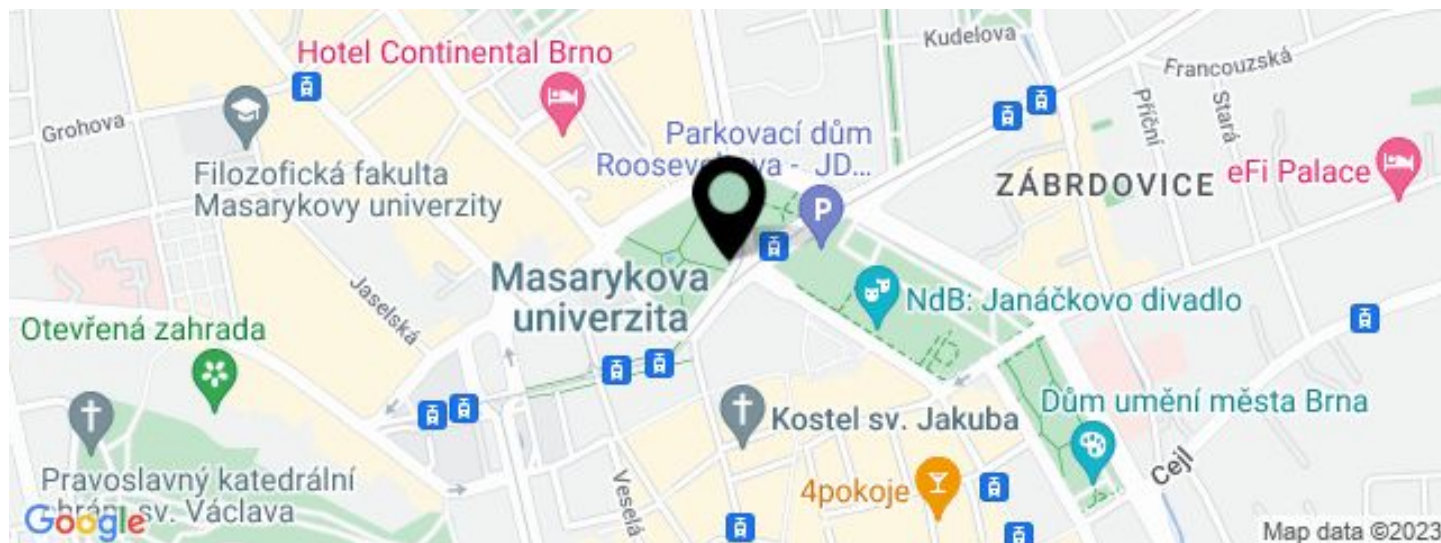 Kudelova
Francouzská
Hotel Continental Brno
Příční
Stará
Grohova
Parkovací dům
Rooseveltova - JD...
Filozofická fakulta
Masarykovy univerzity
ZÁBRDOVICE
eFi Palace
P
Masarykova
univerzita
Jaselská
NdB: Janáčkovo divadlo
Otevřená zahrada
Kostel sv. Jakuba
Dům umění města Brna
Cejl
Pravoslavný katedrální
chrám sv. Václava
Veselá
4pokoje
Google
Map data ©2023